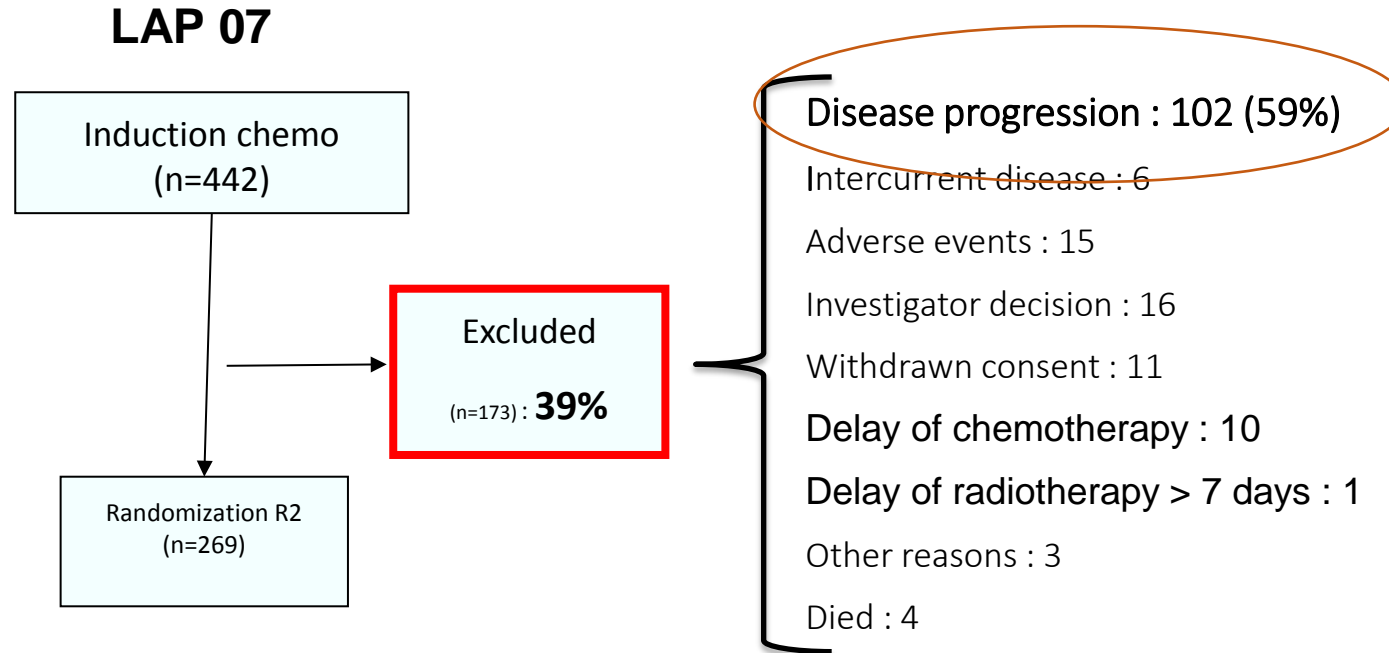 LAP 07
Induction chemo
(n=442)
Excluded
(n=173) : 39%
Randomization R2
(n=269)
Disease progression : 102 (59%)
Intercurrent disease : 6
Adverse events : 15
Investigator decision : 16
Withdrawn consent : 11
Delay of chemotherapy : 10
Delay of radiotherapy > 7 days : 1
Other reasons : 3
Died : 4